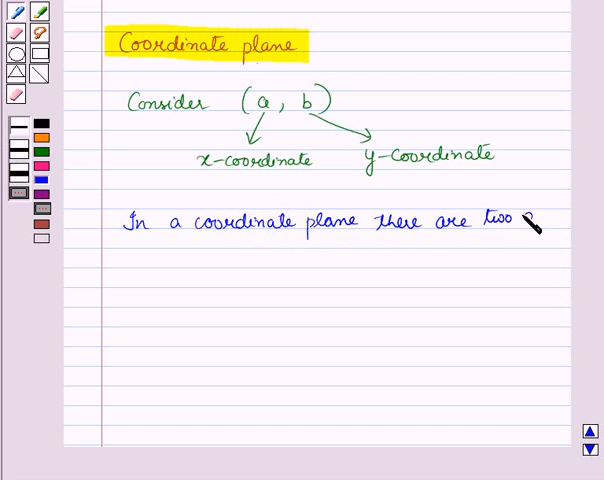 Coordinate plane
Consider (a, b)
x-coordinate y-coordinate
In a coordinate plane there are two